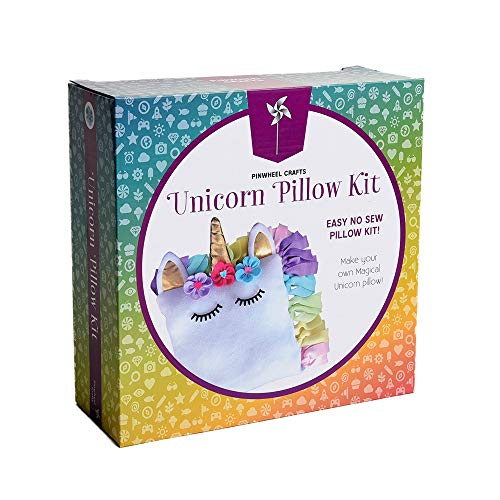 PINWHEEL CRAFTS
Unicorn Pillow Kit
EASY NO SEW
PILLOW KIT!
Make your
own Magical
Unicorn pillow!
Unicorn Pillow Kit